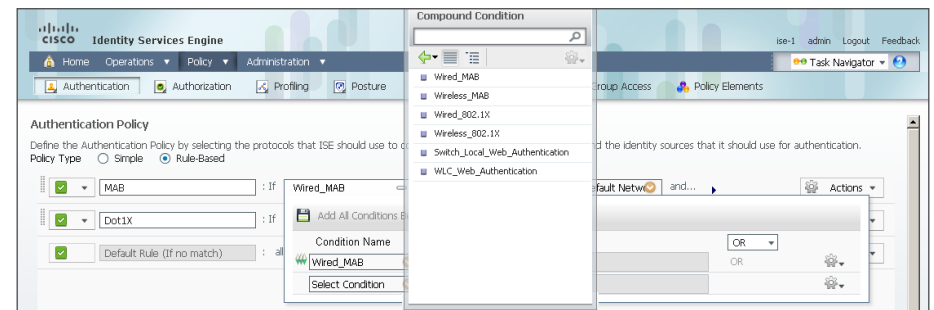 Compound Condition
CISCO Identity Services Engine
ise-1 admin Logout Feedback
Home Operations Policy Administration
Task Navigator
Authentication Authorization Profiling Posture
roup Access Policy Elements
Wired_MAB
Wireless_MAB
Wired_802.1X
Wireless_802.1X
Switch_Local_Web_Authentication
WLC_Web_Authentication
Authentication Policy
Define the Authentication Policy by selecting the protocols that ISE should use to c
d the identity sources that it should use for authentication.
Policy Type Simple Rule-Based
MAB : If Wired_MAB
efault Netw and... Actions
Dot1X : If
Add All Conditions B
Default Rule (If no match) : al
Condition Name
OR
Wired_MAB
OR
Select Condition